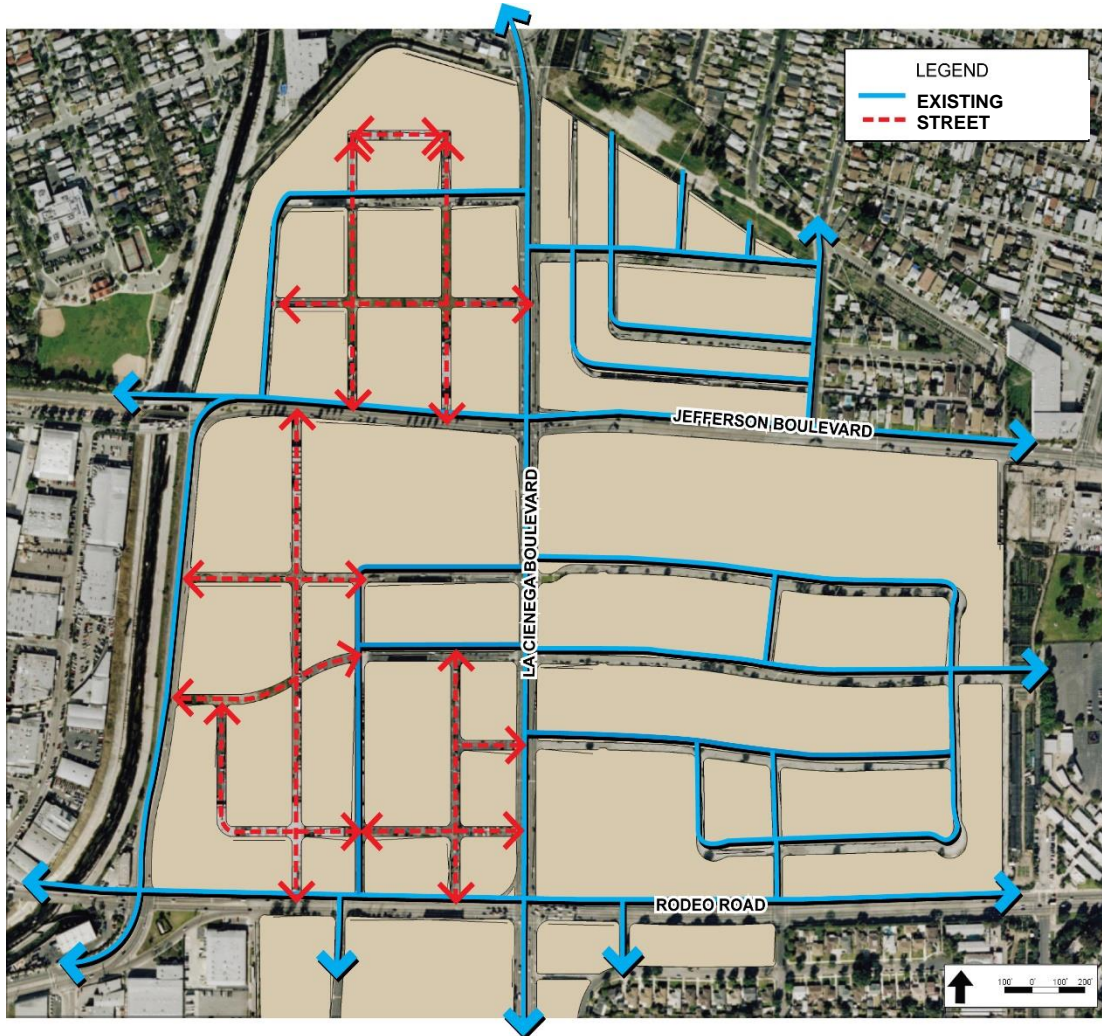 LEGEND
EXISTING
STREET
JEFFERSON BOULEVARD
LA CIENEGA BOULEVARD
RODEO ROAD
100' 0' 100' 200'